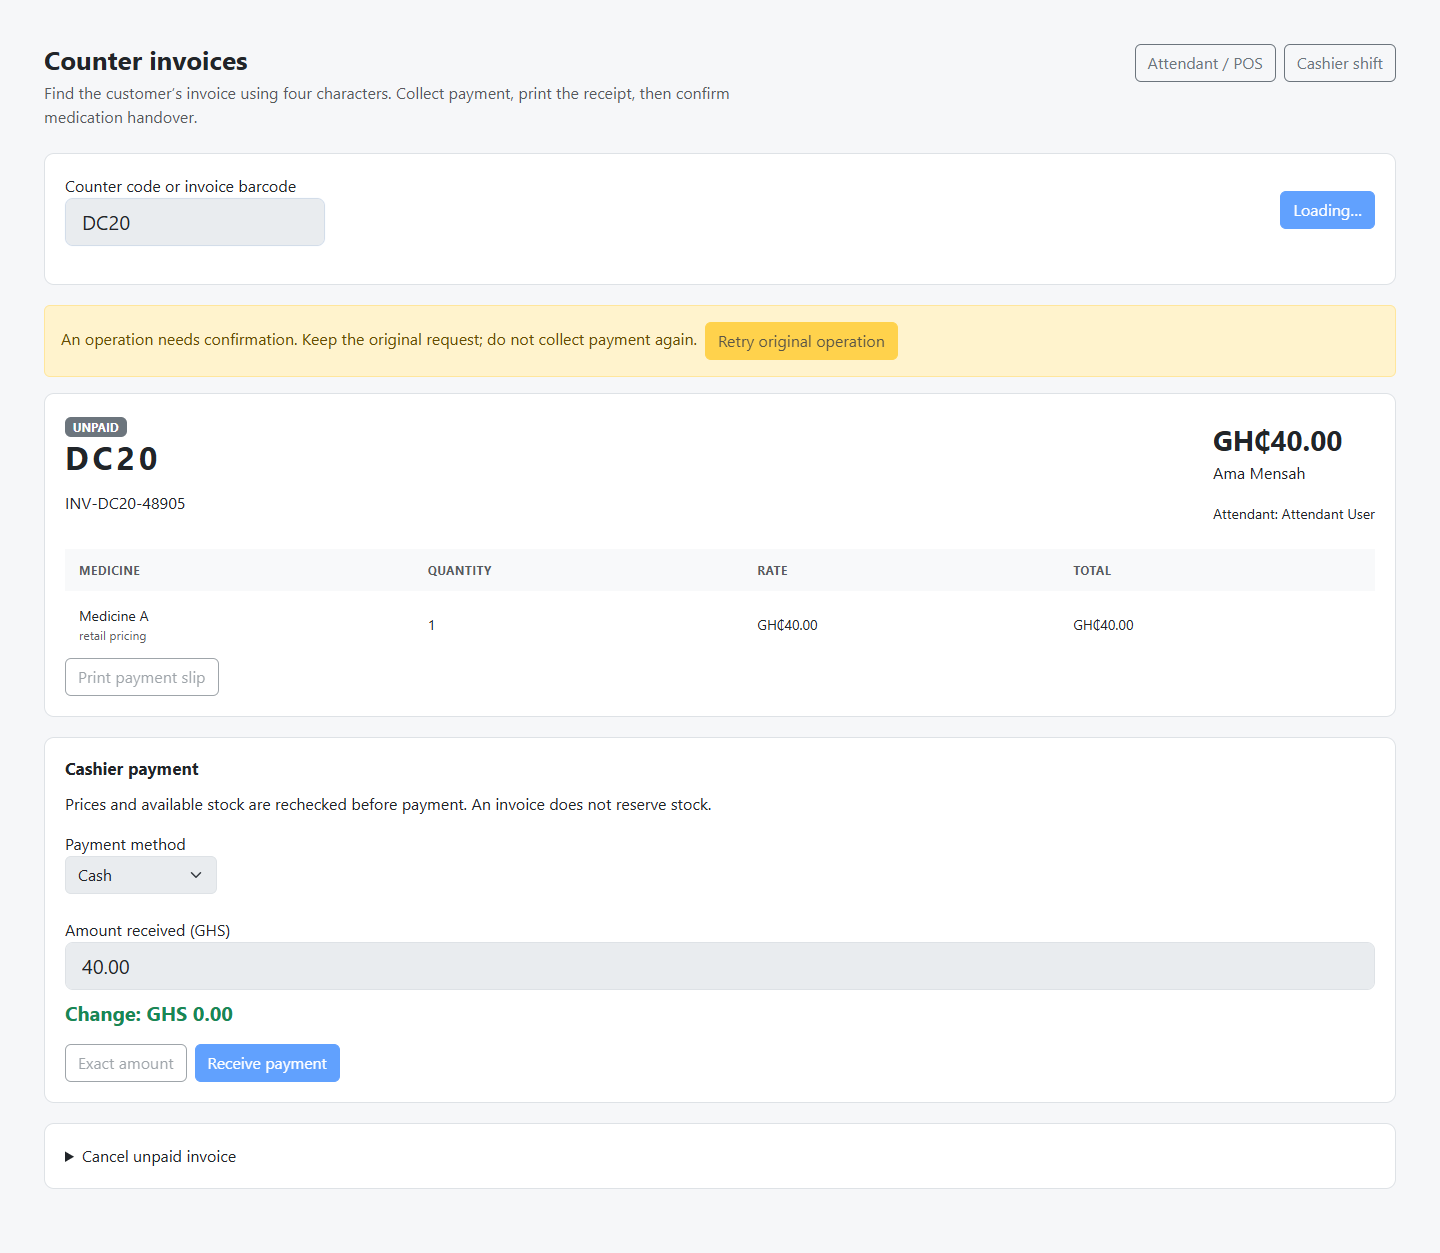 Counter invoices
Attendant / POS
Cashier shift
Find the customer’s invoice using four characters. Collect payment, print the receipt, then confirm
medication handover.
Counter code or invoice barcode
DC20
Loading...
An operation needs confirmation. Keep the original request; do not collect payment again.
Retry original operation
UNPAID
DC20
INV-DC20-48905
GH₵40.00
Ama Mensah
Attendant: Attendant User
MEDICINE QUANTITY RATE TOTAL
Medicine A
retail pricing
1 GH₵40.00 GH₵40.00
Print payment slip
Cashier payment
Prices and available stock are rechecked before payment. An invoice does not reserve stock.
Payment method
Cash
Amount received (GHS)
40.00
Change: GHS 0.00
Exact amount
Receive payment
Cancel unpaid invoice